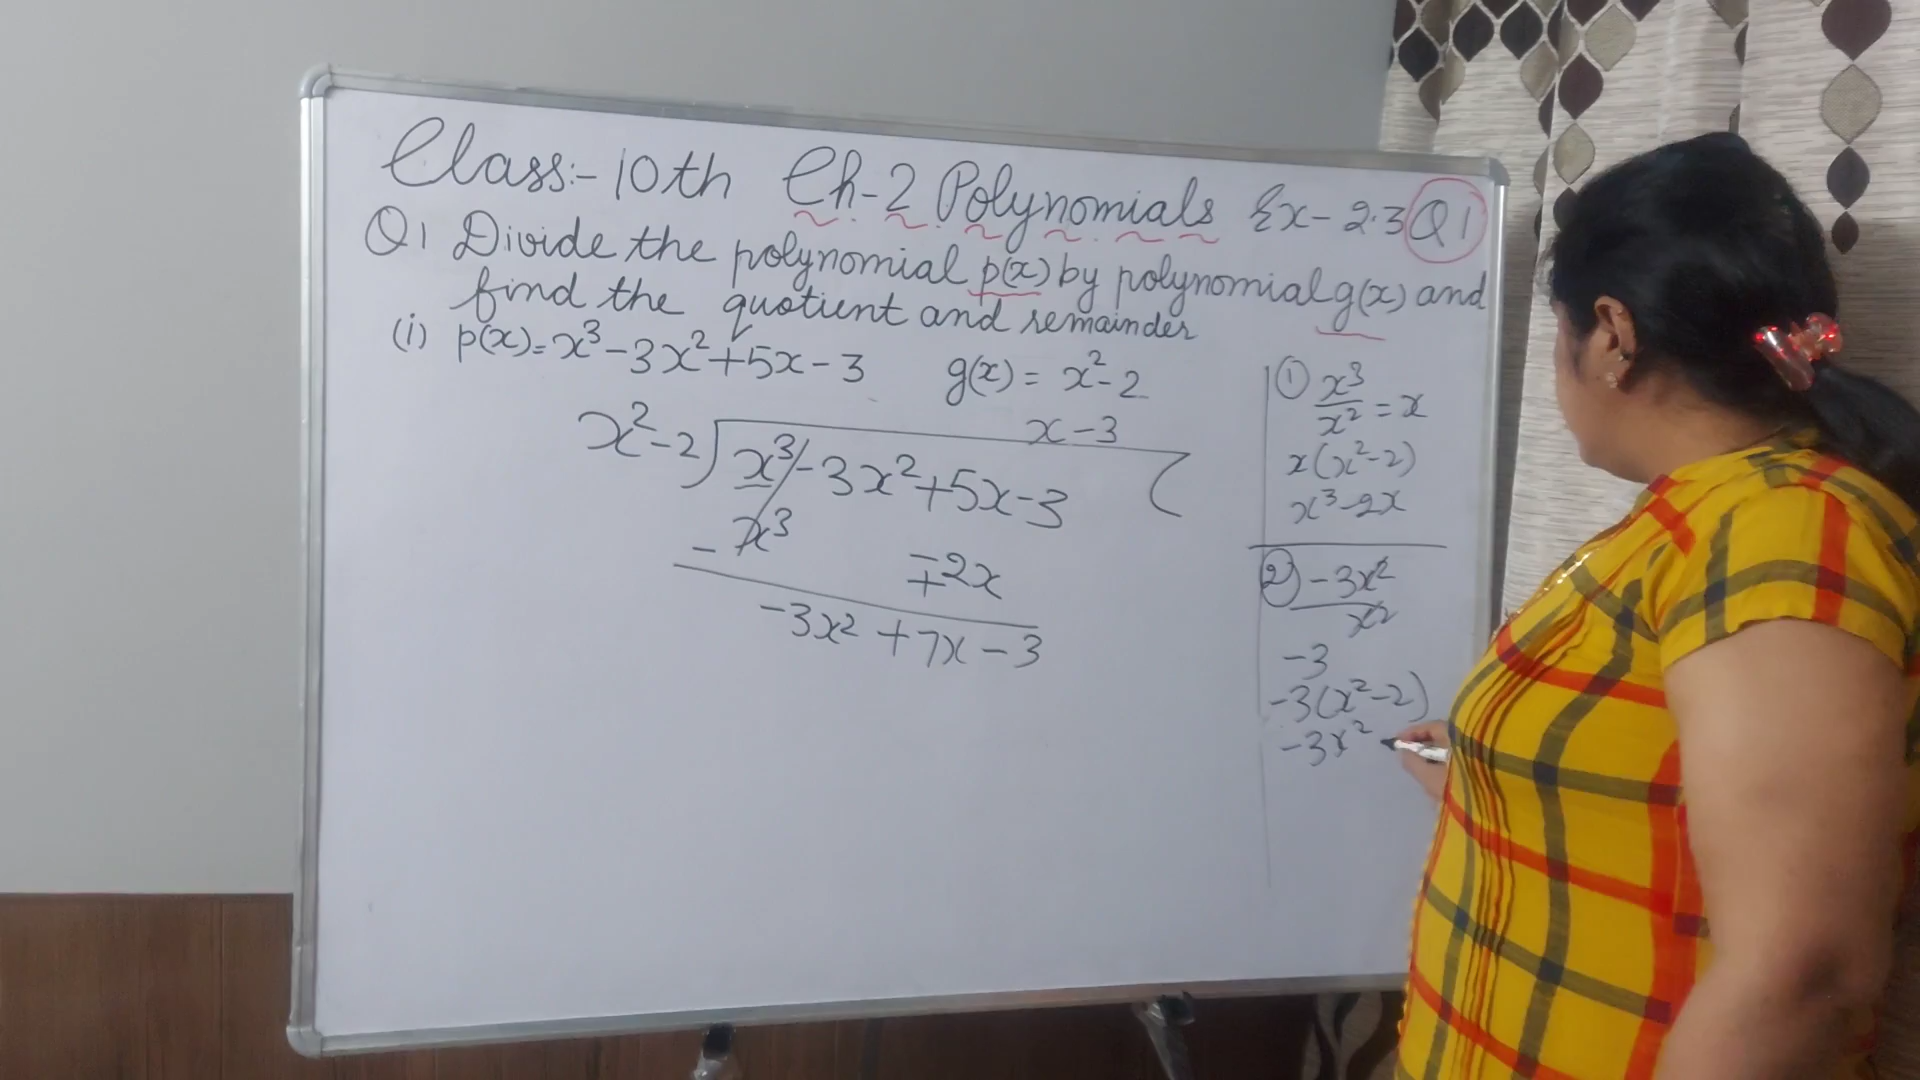 Class:- 10th Ch-2 Polynomials Ex- 2.3 Q1
Q1 Divide the polynomial p(x) by polynomial g(x) and
find the quotient and remainder
(i) p(x)= x³ - 3x² + 5x - 3 g(x) = x² - 2
x - 3
x² - 2 ) x³ - 3x² + 5x - 3 (
- x³ ∓ 2x
-3x² + 7x - 3
① x³
x² = x
x(x² - 2)
x³ - 2x
② -3x²
x²
-3
-3(x² - 2)
-3x²